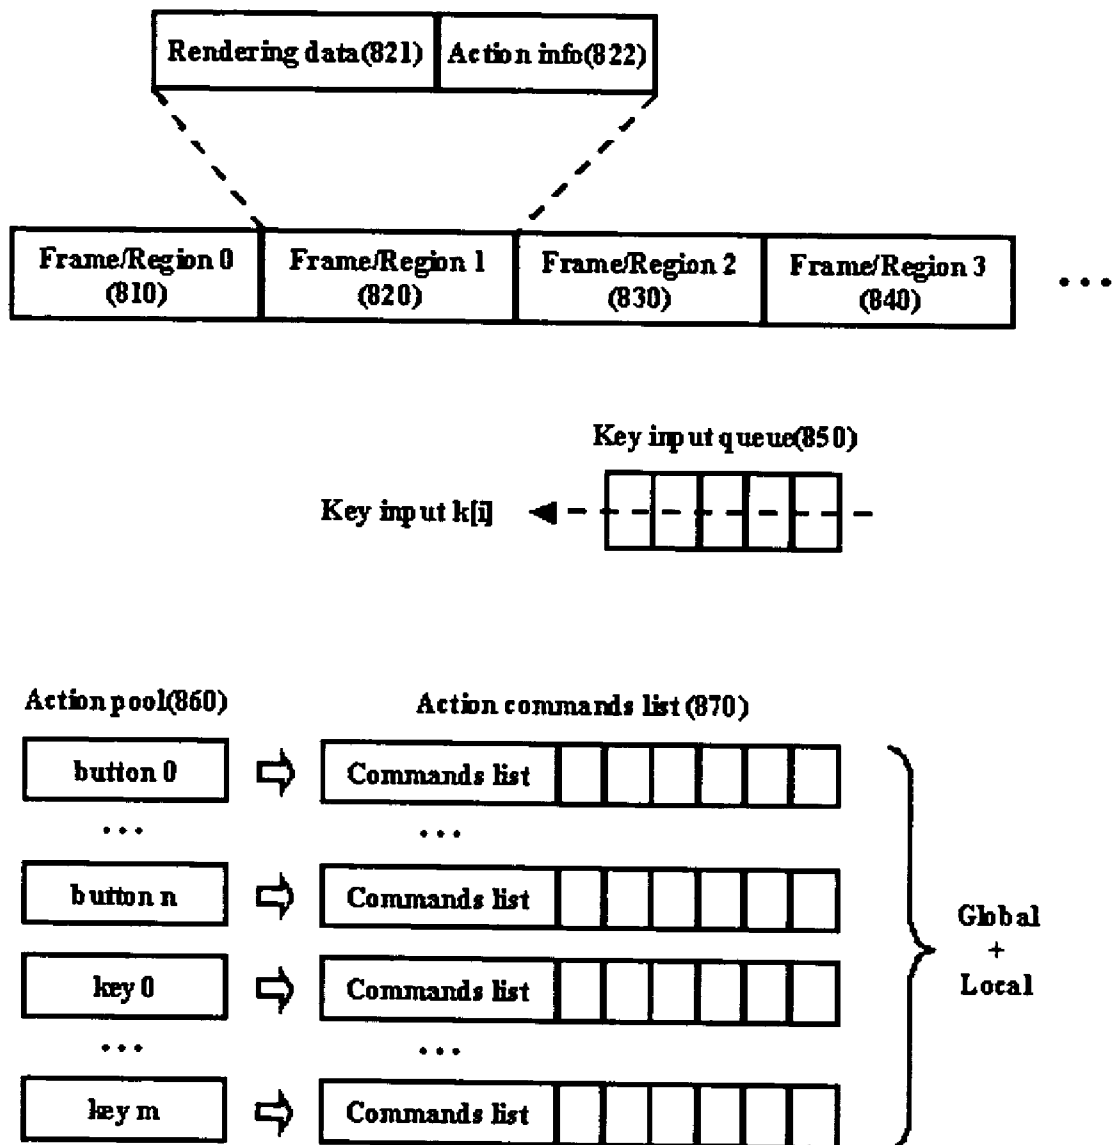 Rendering data(821) Action info(822)
Frame/Region 0 Frame/Region 1 Frame/Region 2 Frame/Region 3
(810) (820) (830) (840) ...
Key input queue(850)
Key input k[i]
Action pool(860) Action commands list (870)
button 0 Commands list
... ...
button n Commands list
Global
+
Local
key 0 Commands list
... ...
key m Commands list